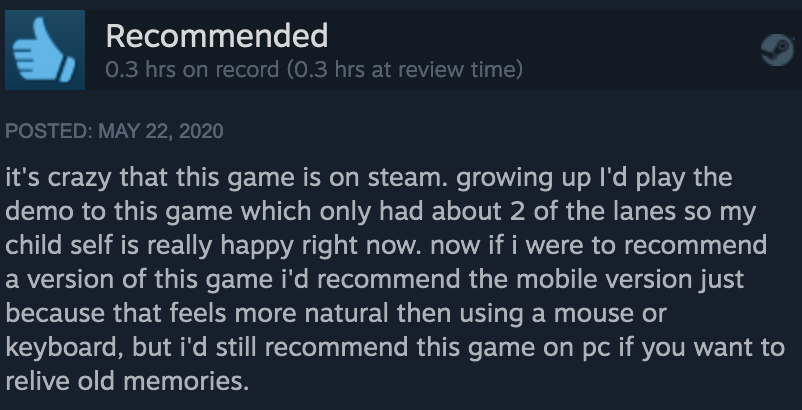 Recommended
0.3 hrs on record (0.3 hrs at review time)
POSTED: MAY 22, 2020
it's crazy that this game is on steam. growing up I'd play the
demo to this game which only had about 2 of the lanes so my
child self is really happy right now. now if i were to recommend
a version of this game i'd recommend the mobile version just
because that feels more natural then using a mouse or
keyboard, but i'd still recommend this game on pc if you want to
relive old memories.